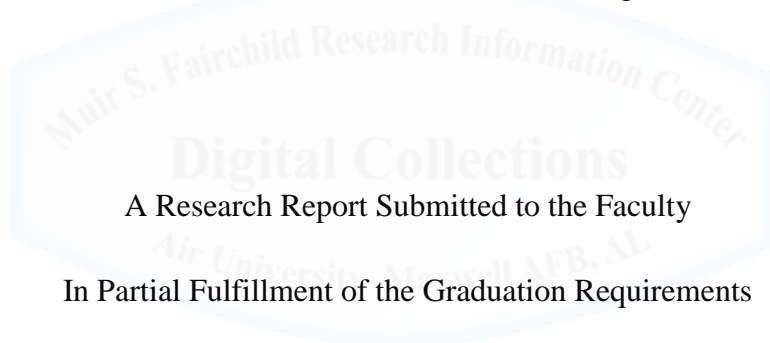 Muir S. Fairchild Research Information Center
Digital Collections
A Research Report Submitted to the Faculty
Air University, Maxwell AFB, AL
In Partial Fulfillment of the Graduation Requirements